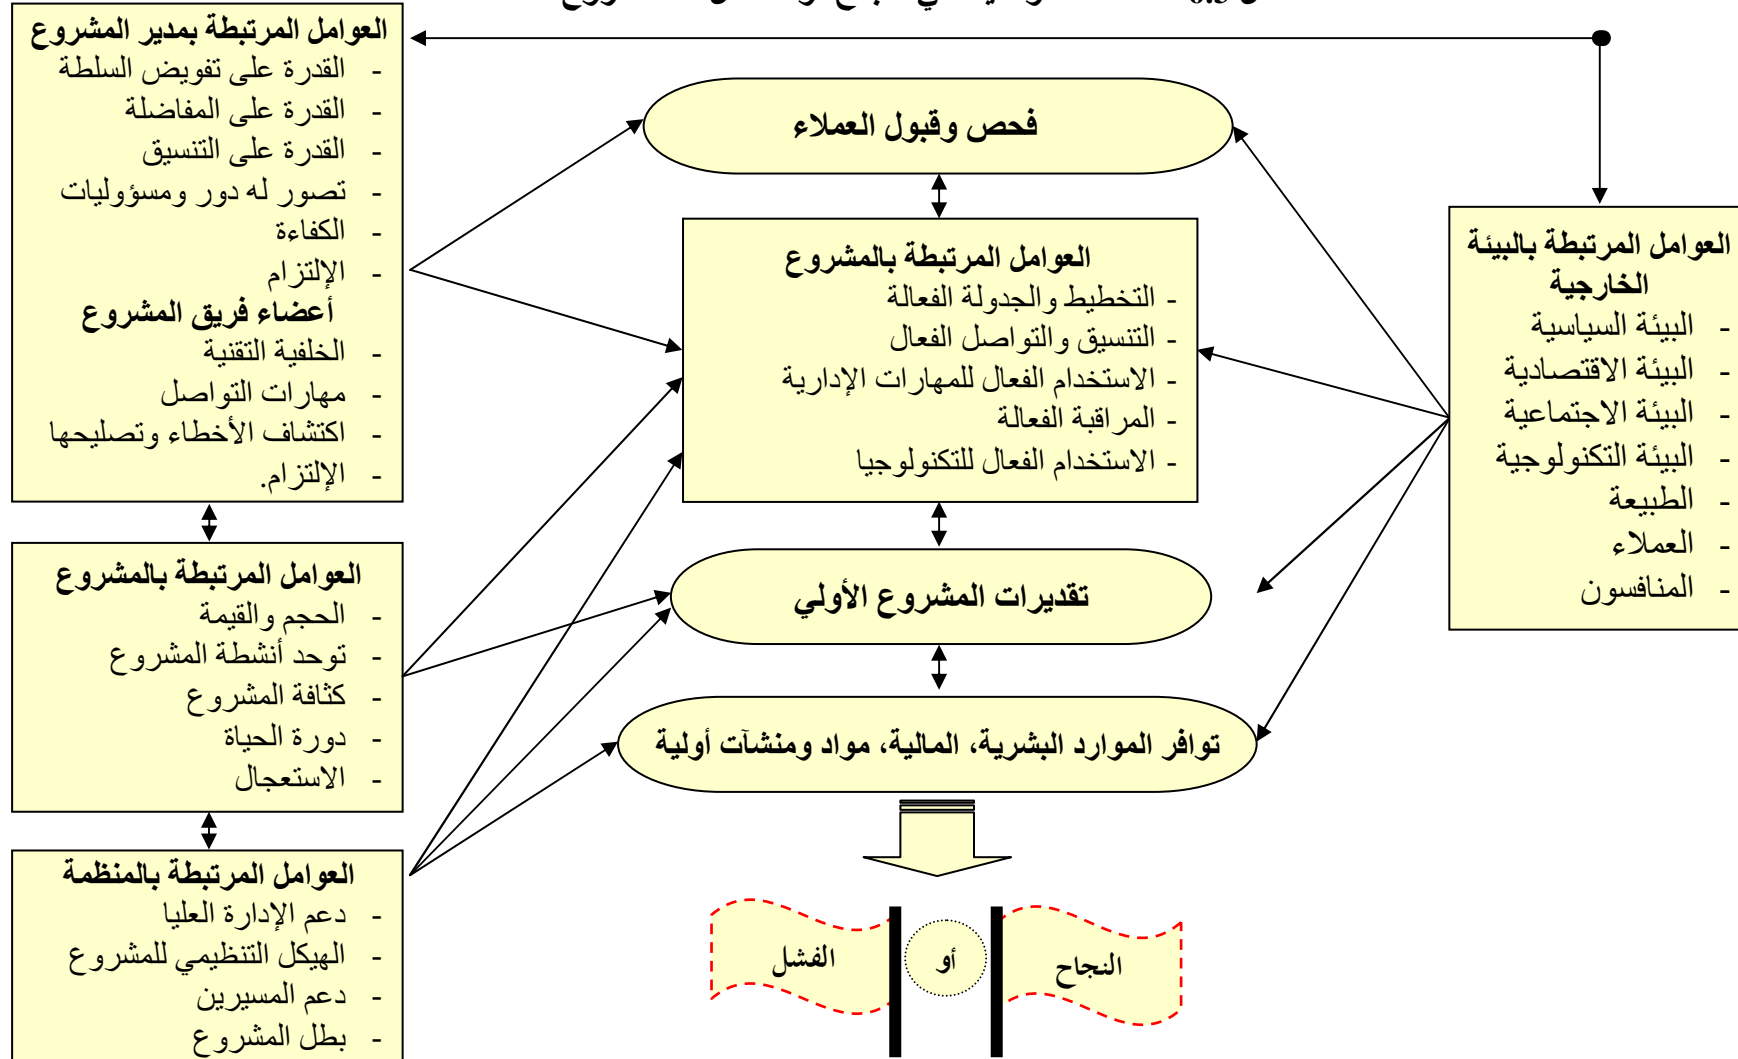 6.3
العوامل المرتبطة بمدير المشروع
- القدرة على تفويض السلطة
- القدرة على المفاضلة
- القدرة على التنسيق
- تصور له دور ومسؤوليات
- الكفاءة
- الإلتزام
أعضاء فريق المشروع
- الخلفية التقنية
- مهارات التواصل
- اكتشاف الأخطاء وتصليحها
- الإلتزام.
العوامل المرتبطة بالمشروع
- الحجم والقيمة
- توحد أنشطة المشروع
- كثافة المشروع
- دورة الحياة
- الاستعجال
العوامل المرتبطة بالمنظمة
- دعم الإدارة العليا
- الهيكل التنظيمي للمشروع
- دعم المسيرين
- بطل المشروع
فحص وقبول العملاء
العوامل المرتبطة بالمشروع
- التخطيط والجدولة الفعالة
- التنسيق والتواصل الفعال
- الاستخدام الفعال للمهارات الإدارية
- المراقبة الفعالة
- الاستخدام الفعال للتكنولوجيا
تقديرات المشروع الأولي
توافر الموارد البشرية، المالية، مواد ومنشآت أولية
العوامل المرتبطة بالبيئة
الخارجية
- البيئة السياسية
- البيئة الاقتصادية
- البيئة الاجتماعية
- البيئة التكنولوجية
- الطبيعة
- العملاء
- المنافسون
النجاح
أو
الفشل